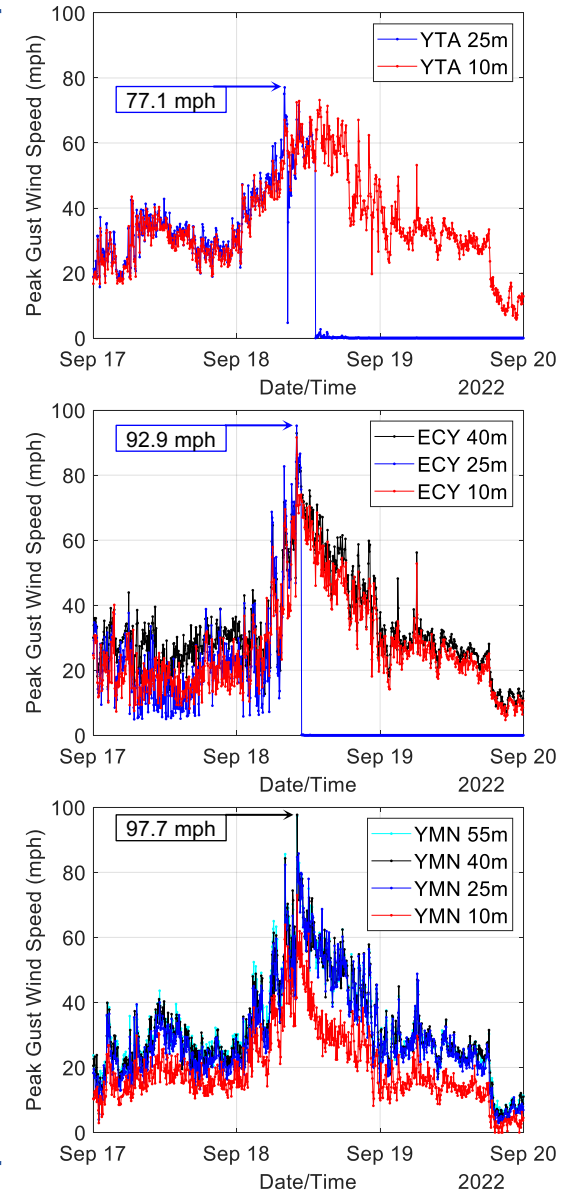 100
80
60
40
20
0
Peak Gust Wind Speed (mph)
YTA 25m
YTA 10m
77.1 mph
Sep 17 Sep 18 Sep 19 Sep 20
Date/Time 2022
100
80
60
40
20
0
Peak Gust Wind Speed (mph)
ECY 40m
ECY 25m
ECY 10m
92.9 mph
Sep 17 Sep 18 Sep 19 Sep 20
Date/Time 2022
100
80
60
40
20
0
Peak Gust Wind Speed (mph)
YMN 55m
YMN 40m
YMN 25m
YMN 10m
97.7 mph
Sep 17 Sep 18 Sep 19 Sep 20
Date/Time 2022